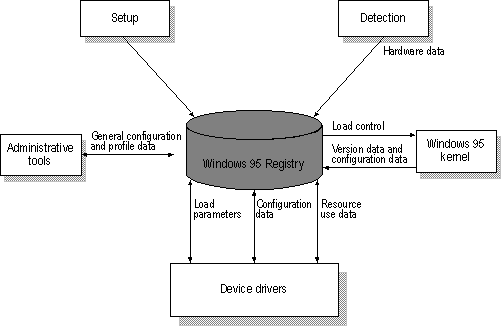 Setup
Detection
Hardware data
Administrative
tools
General configuration
and profile data
Windows 95 Registry
Load control
Version data and
configuration data
Windows 95
kernel
Load
parameters
Configuration
data
Resource
use data
Device drivers